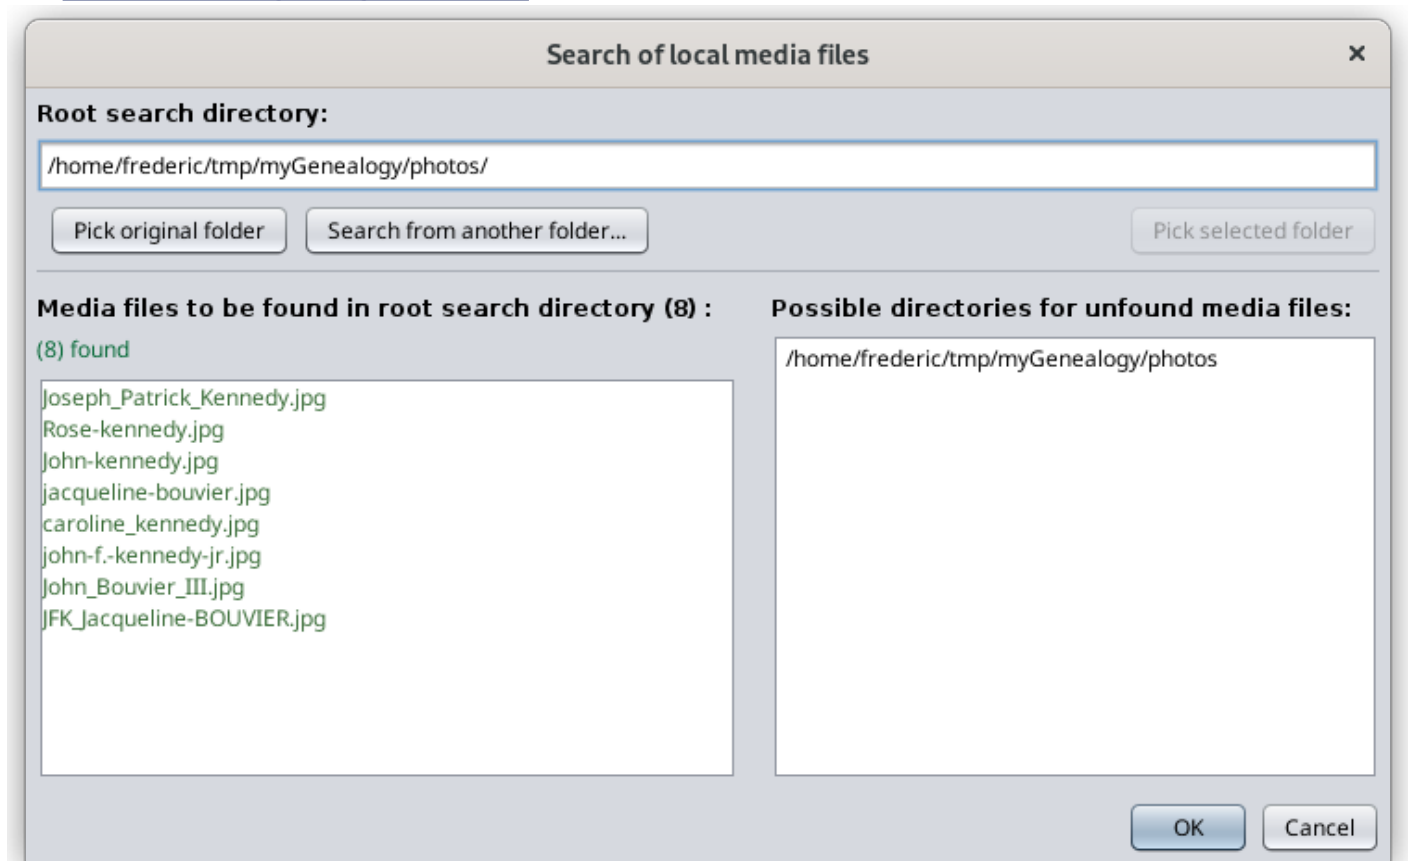 Search of local media files
×
Root search directory:
/home/frederic/tmp/myGenealogy/photos/
Pick original folder
Search from another folder...
Pick selected folder
Media files to be found in root search directory (8) :
(8) found
Joseph_Patrick_Kennedy.jpg
Rose-kennedy.jpg
John-kennedy.jpg
jacqueline-bouvier.jpg
caroline_kennedy.jpg
john-f.-kennedy-jr.jpg
John_Bouvier_III.jpg
JFK_Jacqueline-BOUVIER.jpg
Possible directories for unfound media files:
/home/frederic/tmp/myGenealogy/photos
OK
Cancel